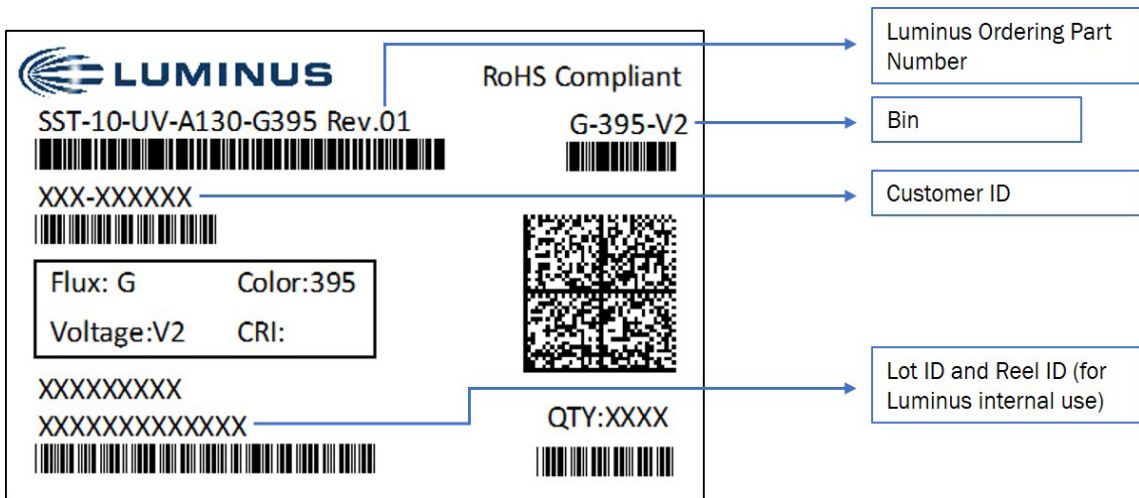 LUMINUS
RoHS Compliant
SST-10-UV-A130-G395 Rev.01
G-395-V2
XXX-XXXXXX
Flux: G
Color:395
Voltage:V2
CRI:
XXXXXXXXX
XXXXXXXXXXXXX
QTY:XXXX
Luminus Ordering Part
Number
Bin
Customer ID
Lot ID and Reel ID (for
Luminus internal use)